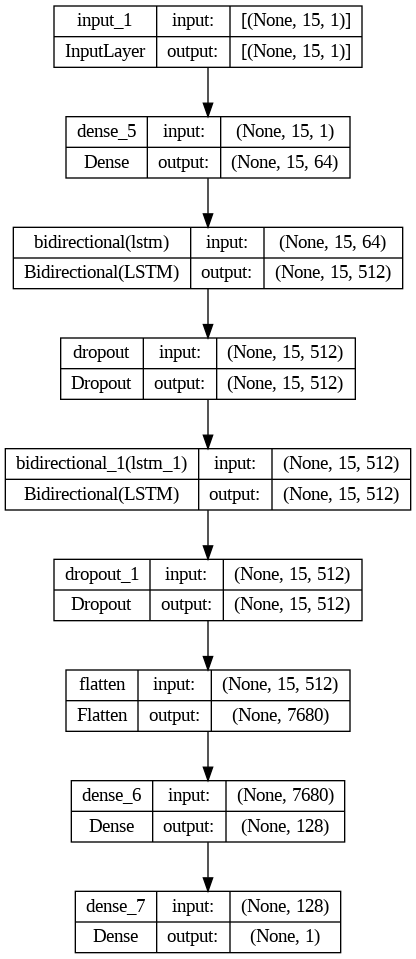 input_1 input: [(None, 15, 1)]
InputLayer output: [(None, 15, 1)]
dense_5 input: (None, 15, 1)
Dense output: (None, 15, 64)
bidirectional(lstm) input: (None, 15, 64)
Bidirectional(LSTM) output: (None, 15, 512)
dropout input: (None, 15, 512)
Dropout output: (None, 15, 512)
bidirectional_1(lstm_1) input: (None, 15, 512)
Bidirectional(LSTM) output: (None, 15, 512)
dropout_1 input: (None, 15, 512)
Dropout output: (None, 15, 512)
flatten input: (None, 15, 512)
Flatten output: (None, 7680)
dense_6 input: (None, 7680)
Dense output: (None, 128)
dense_7 input: (None, 128)
Dense output: (None, 1)